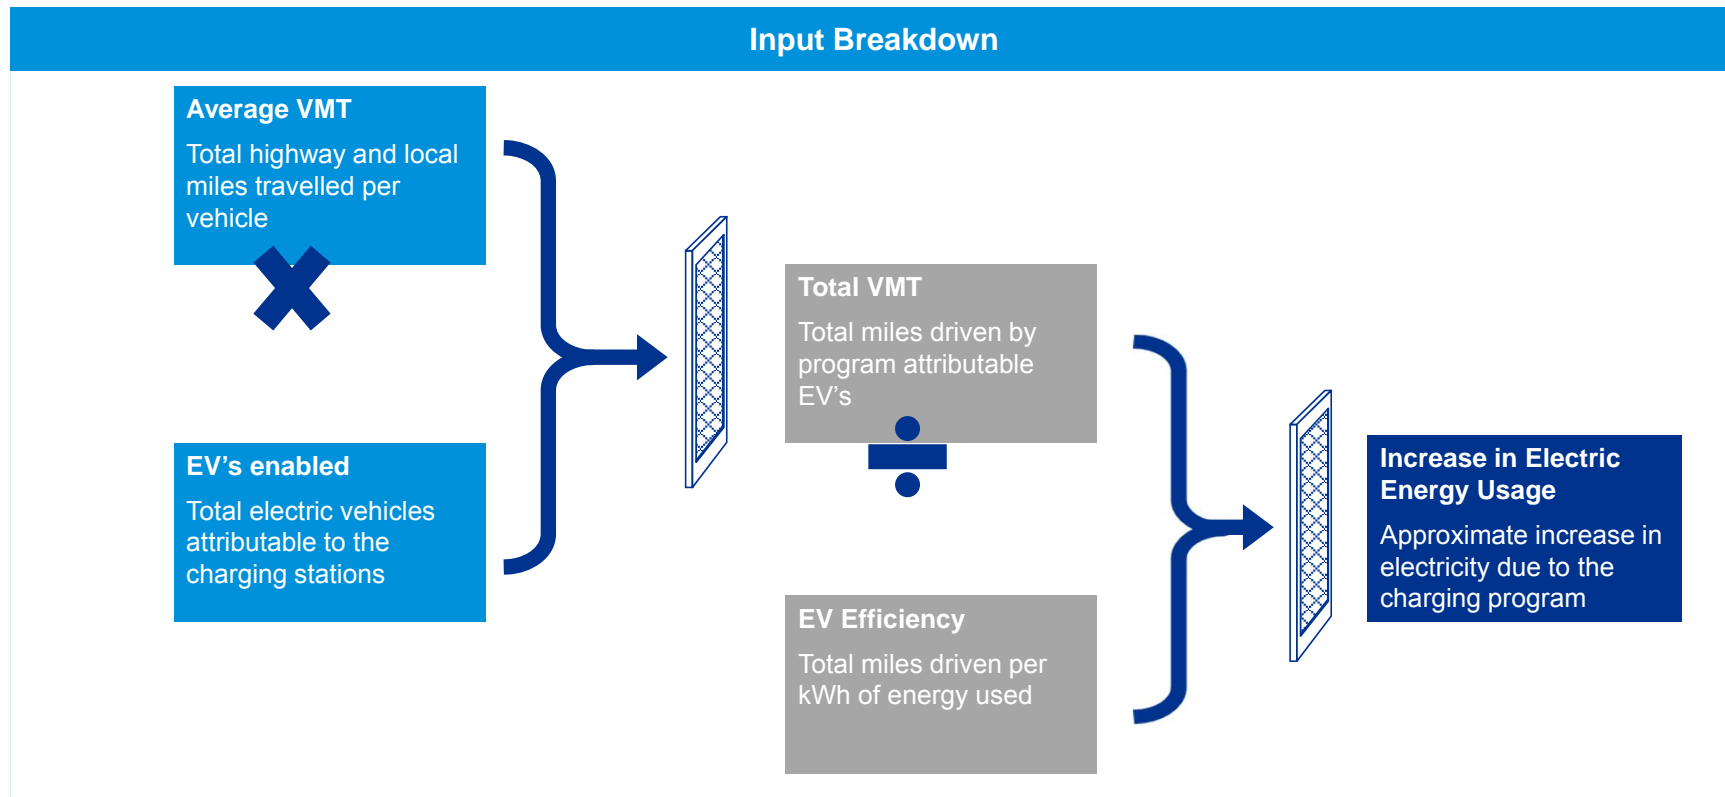 Input Breakdown
Average VMT
Total highway and local
miles travelled per
vehicle
EV’s enabled
Total electric vehicles
attributable to the
charging stations
Total VMT
Total miles driven by
program attributable
EV’s
EV Efficiency
Total miles driven per
kWh of energy used
Increase in Electric
Energy Usage
Approximate increase in
electricity due to the
charging program